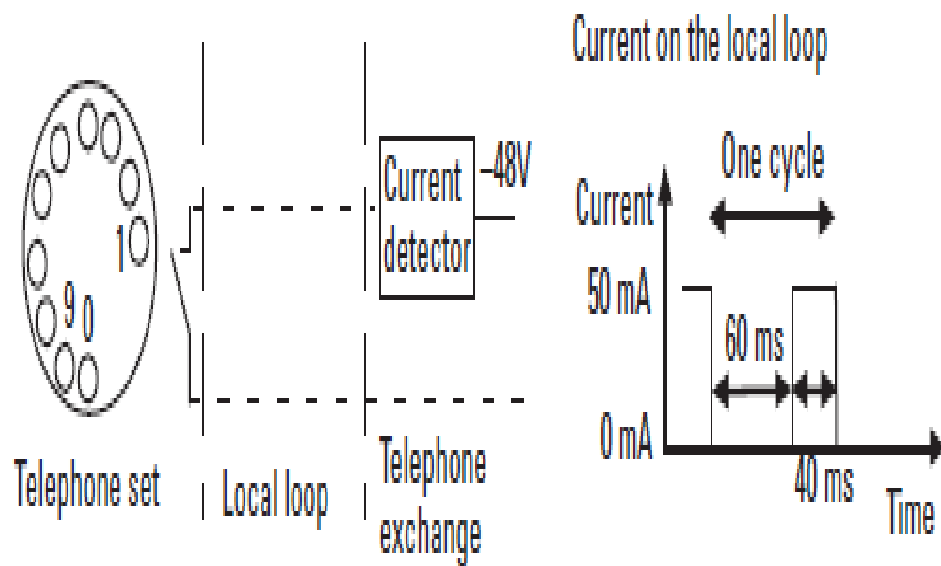 Current on the local loop
One cycle
Current
–48V
Current
detector
1
50 mA
9 0
60 ms
0 mA
40 ms
Time
Telephone set
Local loop
Telephone
exchange